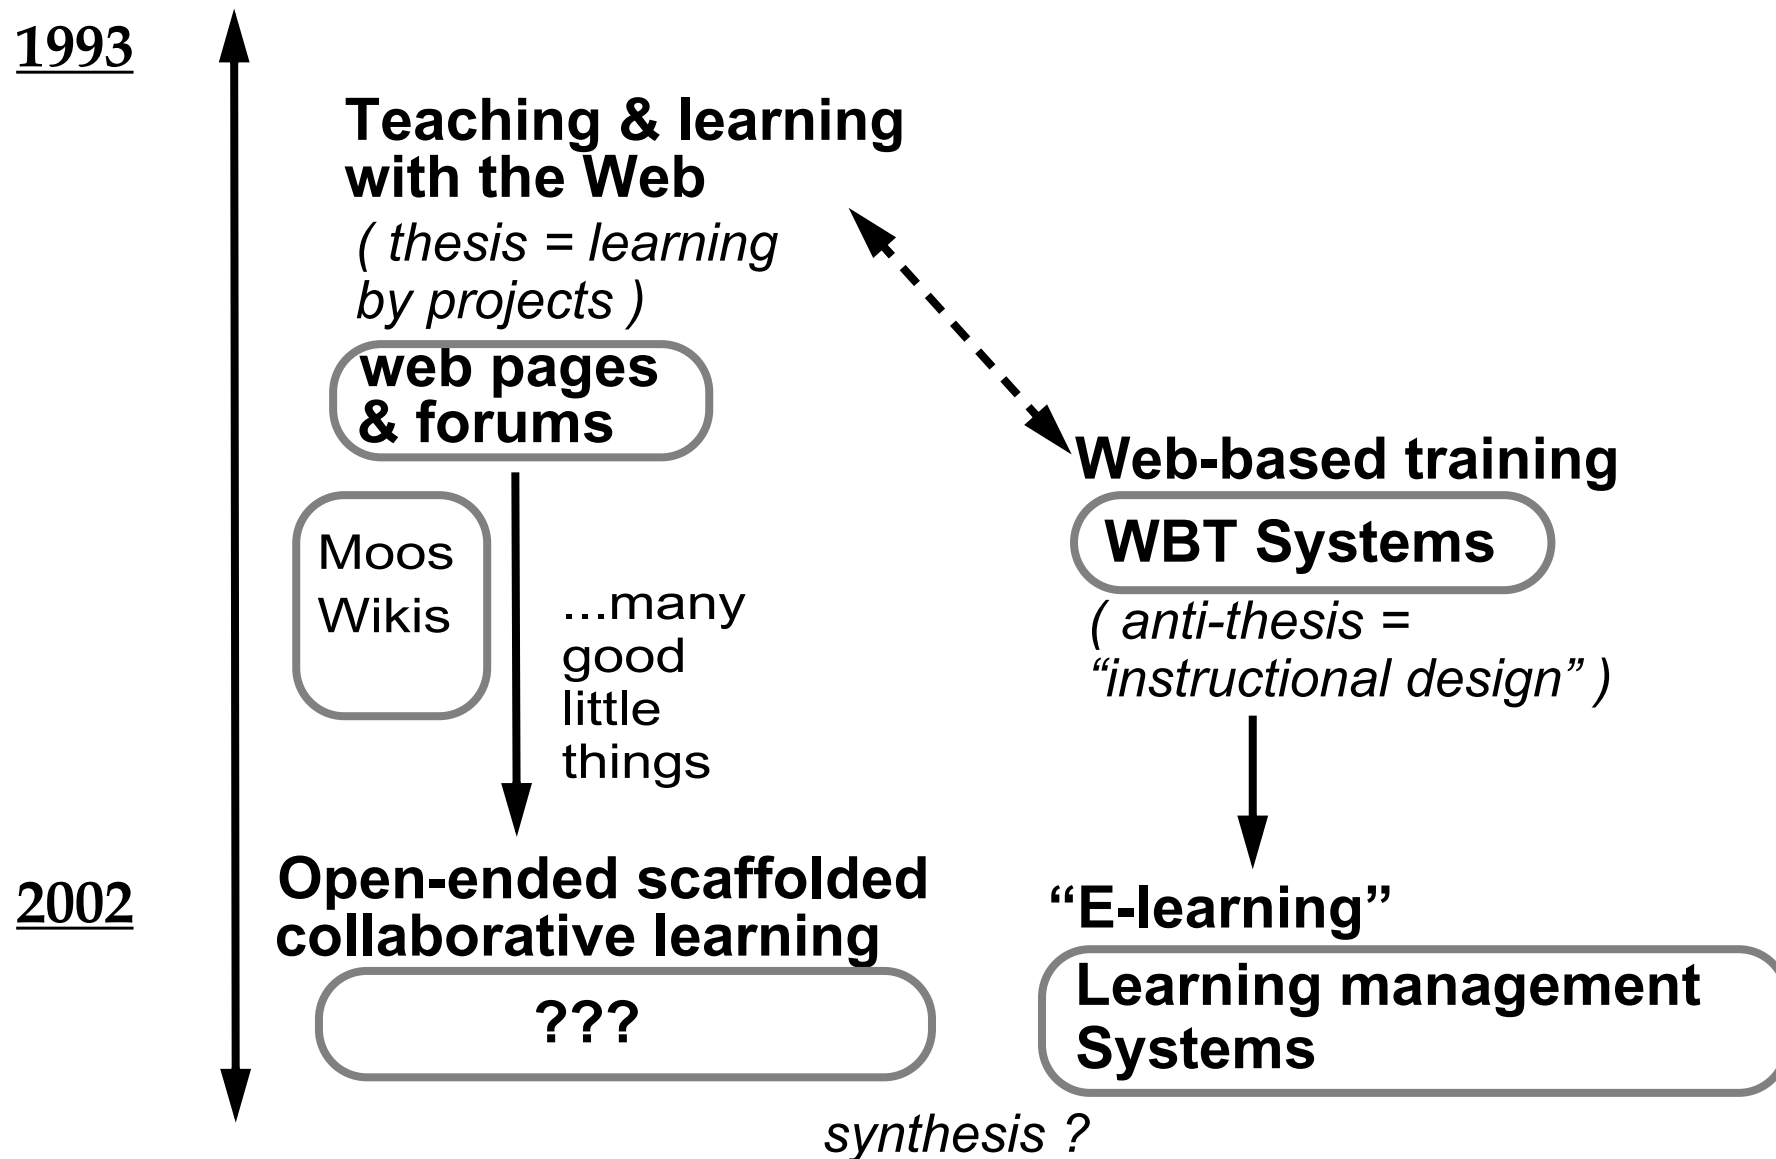 1993
Teaching & learning
with the Web
( thesis = learning
by projects )
web pages
& forums
Moos
Wikis
...many
good
little
things
Web-based training
WBT Systems
( anti-thesis =
“instructional design” )
2002
Open-ended scaffolded
collaborative learning
???
“E-learning”
Learning management
Systems
synthesis ?